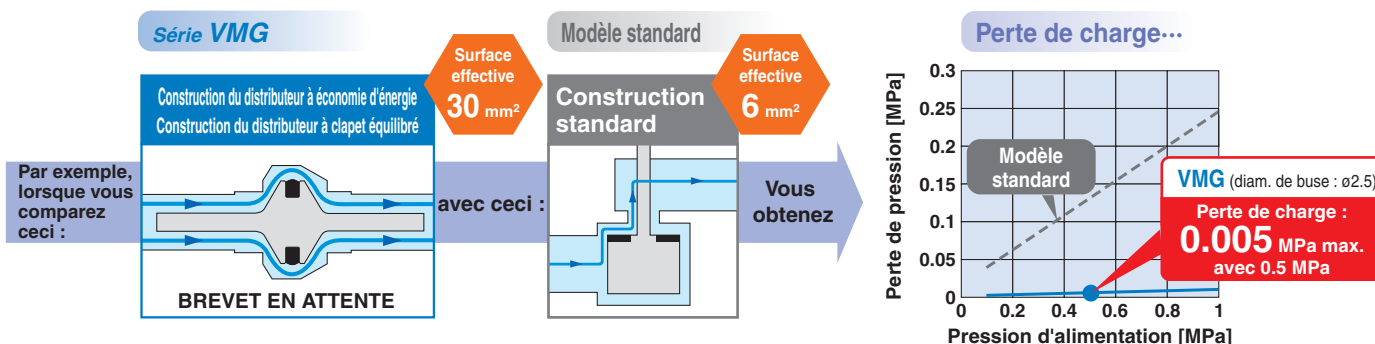 Série VMG
Surface
effective
30 mm²
Construction du distributeur à économie d'énergie
Construction du distributeur à clapet équilibré
Par exemple,
lorsque vous
comparez
ceci :
BREVET EN ATTENTE
avec ceci :
Modèle standard
Surface
effective
6 mm²
Construction
standard
Vous
obtenez
Perte de charge···
Perte de pression [MPa]
0.3
0.25
0.2
0.15
0.1
0.05
0
0 0.2 0.4 0.6 0.8 1
Pression d'alimentation [MPa]
Modèle
standard
VMG (diam. de buse : ø2.5)
Perte de charge :
0.005 MPa max.
avec 0.5 MPa